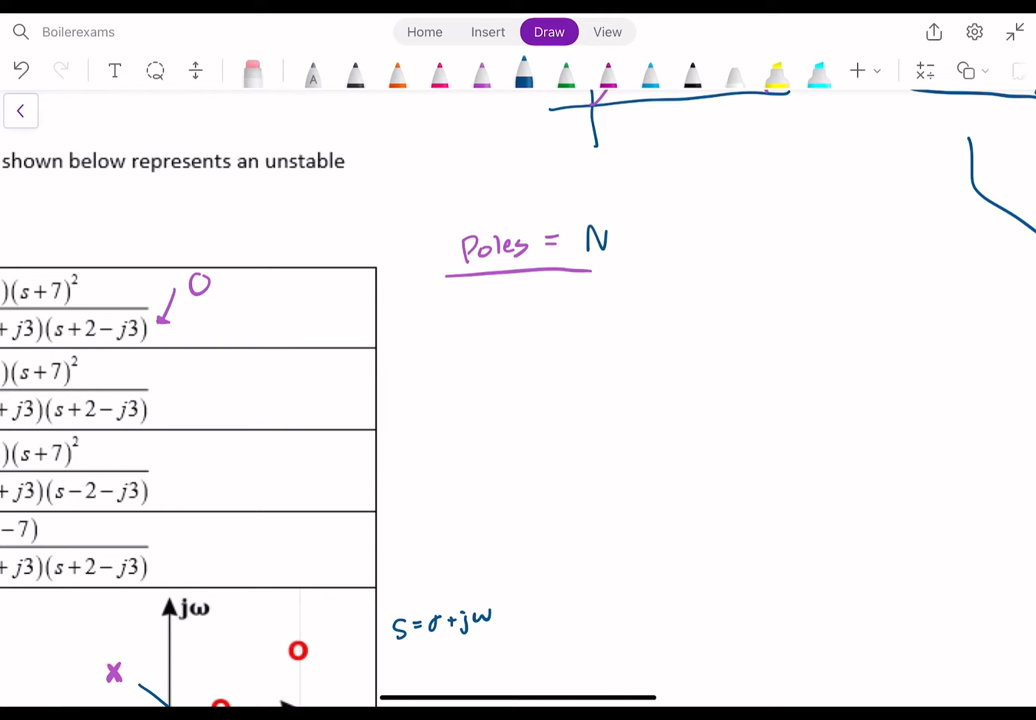 Boilerexams
Home Insert Draw View
T A
shown below represents an unstable
Poles = N
)(s+7)² O
+ j3)(s+2− j3)
)(s+7)²
+ j3)(s+2− j3)
)(s+7)²
+ j3)(s−2− j3)
−7)
+ j3)(s+2− j3)
jω
s=σ+jω
O
X